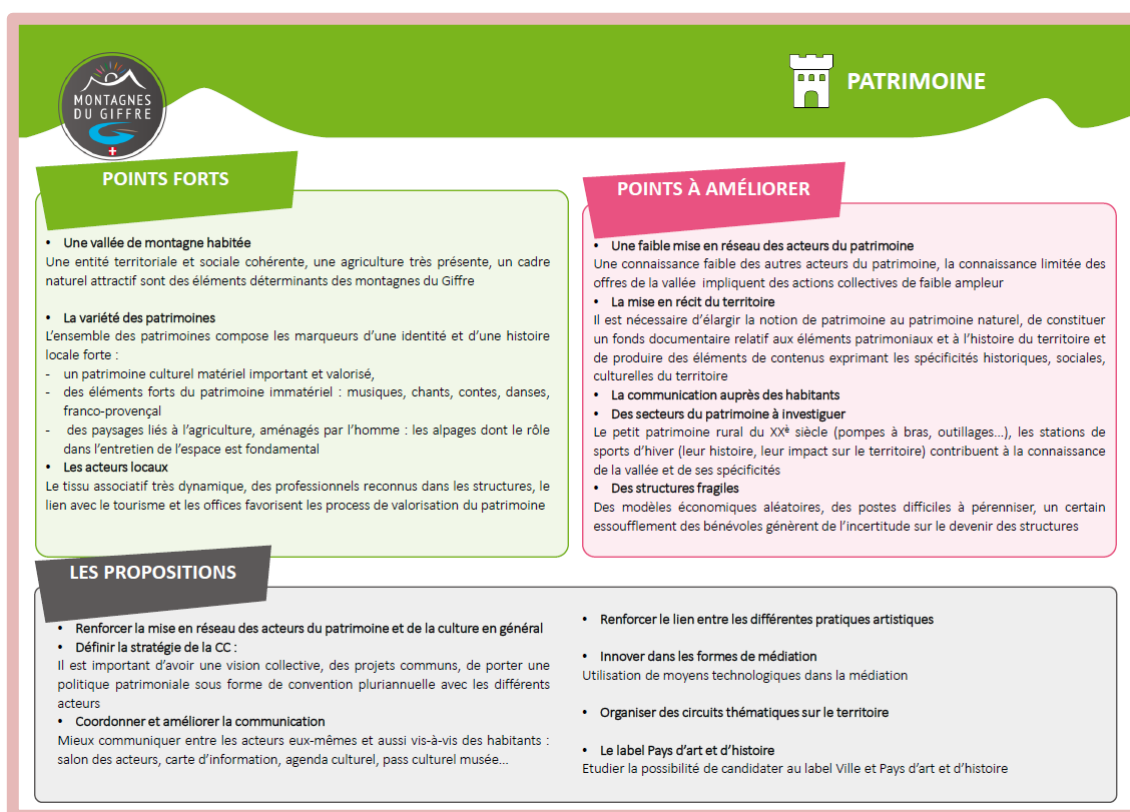 MONTAGNES
DU GIFFRE
PATRIMOINE
POINTS FORTS
• Une vallée de montagne habitée
Une entité territoriale et sociale cohérente, une agriculture très présente, un cadre
naturel attractif sont des éléments déterminants des montagnes du Giffre
• La variété des patrimoines
L’ensemble des patrimoines compose les marqueurs d’une identité et d’une histoire
locale forte :
- un patrimoine culturel matériel important et valorisé,
- des éléments forts du patrimoine immatériel : musiques, chants, contes, danses,
franco-provençal
- des paysages liés à l’agriculture, aménagés par l’homme : les alpages dont le rôle
dans l’entretien de l’espace est fondamental
• Les acteurs locaux
Le tissu associatif très dynamique, des professionnels reconnus dans les structures, le
lien avec le tourisme et les offices favorisent les process de valorisation du patrimoine
POINTS À AMÉLIORER
• Une faible mise en réseau des acteurs du patrimoine
Une connaissance faible des autres acteurs du patrimoine, la connaissance limitée des
offres de la vallée impliquent des actions collectives de faible ampleur
• La mise en récit du territoire
Il est nécessaire d’élargir la notion de patrimoine au patrimoine naturel, de constituer
un fonds documentaire relatif aux éléments patrimoniaux et à l’histoire du territoire et
de produire des éléments de contenus exprimant les spécificités historiques, sociales,
culturelles du territoire
• La communication auprès des habitants
• Des secteurs du patrimoine à investiguer
Le petit patrimoine rural du XXè siècle (pompes à bras, outillages…), les stations de
sports d’hiver (leur histoire, leur impact sur le territoire) contribuent à la connaissance
de la vallée et de ses spécificités
• Des structures fragiles
Des modèles économiques aléatoires, des postes difficiles à pérenniser, un certain
essoufflement des bénévoles génèrent de l’incertitude sur le devenir des structures
LES PROPOSITIONS
• Renforcer la mise en réseau des acteurs du patrimoine et de la culture en général
• Définir la stratégie de la CC :
Il est important d’avoir une vision collective, des projets communs, de porter une
politique patrimoniale sous forme de convention pluriannuelle avec les différents
acteurs
• Coordonner et améliorer la communication
Mieux communiquer entre les acteurs eux-mêmes et aussi vis-à-vis des habitants :
salon des acteurs, carte d’information, agenda culturel, pass culturel musée…
• Renforcer le lien entre les différentes pratiques artistiques
• Innover dans les formes de médiation
Utilisation de moyens technologiques dans la médiation
• Organiser des circuits thématiques sur le territoire
• Le label Pays d’art et d’histoire
Etudier la possibilité de candidater au label Ville et Pays d’art et d’histoire